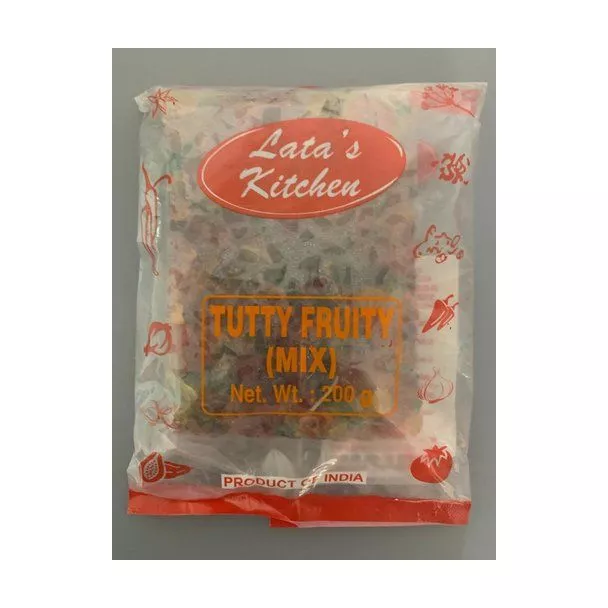 Lata's
Kitchen
TUTTY FRUITY
(MIX)
Net. Wt. : 200 g
PRODUCT OF INDIA